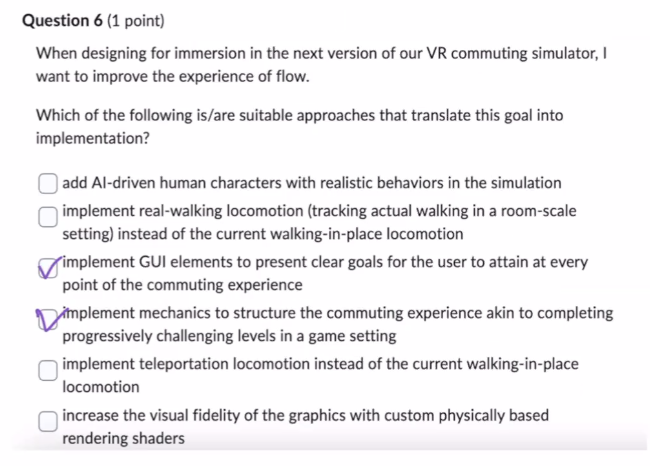 Question 6 (1 point)
When designing for immersion in the next version of our VR commuting simulator, I
want to improve the experience of flow.
Which of the following is/are suitable approaches that translate this goal into
implementation?
add AI-driven human characters with realistic behaviors in the simulation
implement real-walking locomotion (tracking actual walking in a room-scale
setting) instead of the current walking-in-place locomotion
implement GUI elements to present clear goals for the user to attain at every
point of the commuting experience
implement mechanics to structure the commuting experience akin to completing
progressively challenging levels in a game setting
implement teleportation locomotion instead of the current walking-in-place
locomotion
increase the visual fidelity of the graphics with custom physically based
rendering shaders